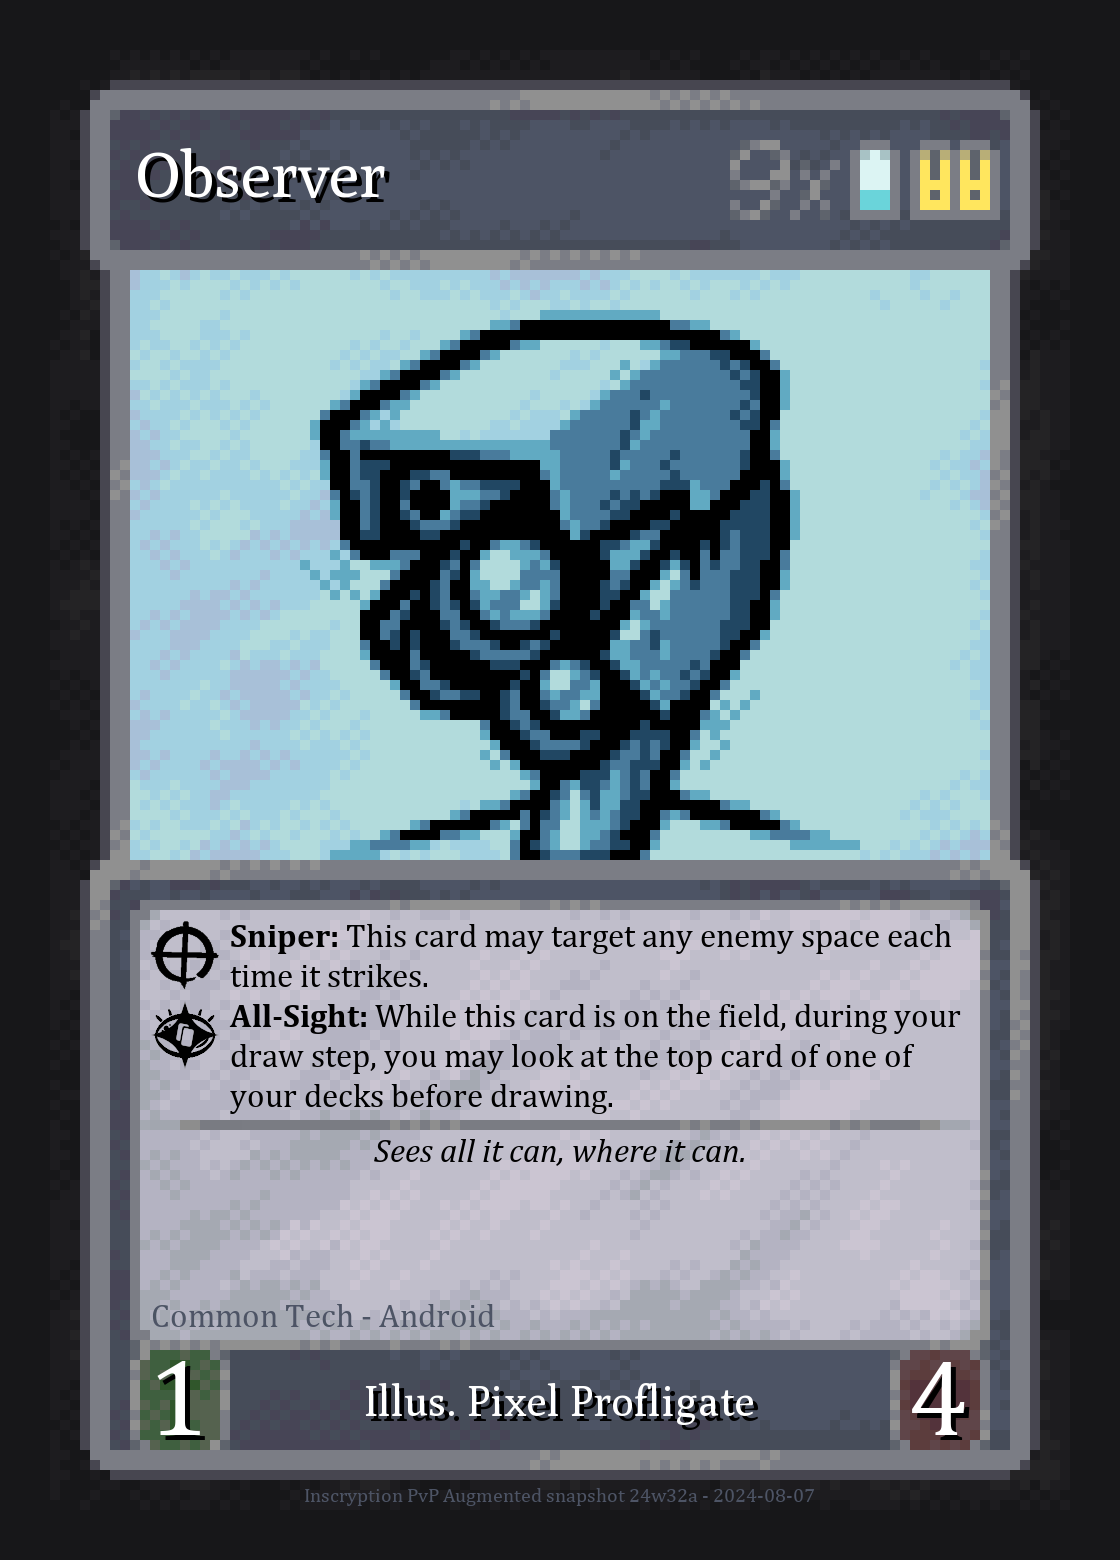 Observer 9x
Sniper: This card may target any enemy space each
time it strikes.
All-Sight: While this card is on the field, during your
draw step, you may look at the top card of one of
your decks before drawing.
Sees all it can, where it can.
Common Tech - Android
1 Illus. Pixel Profligate 4
Inscryption PvP Augmented snapshot 24w32a - 2024-08-07